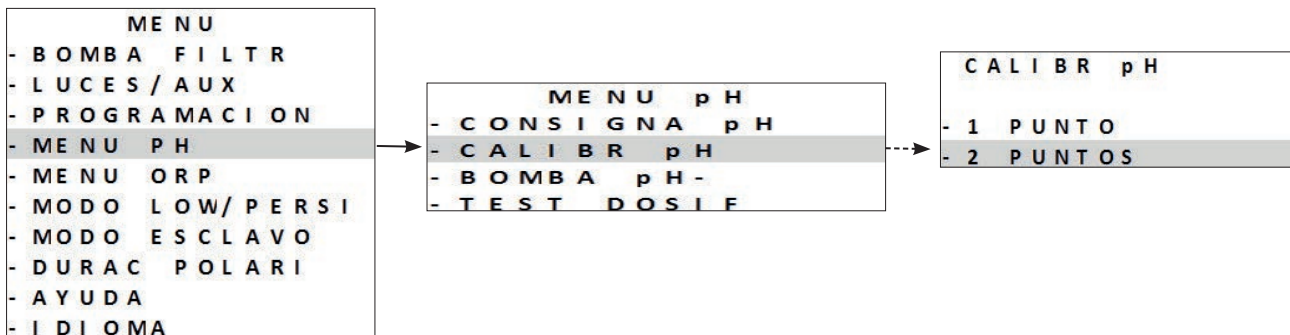 MENU
- BOMBA FILTR
- LUCES/AUX
- PROGRAMACION
- MENU PH
- MENU ORP
- MODO LOW/PERSI
- MODO ESCLAVO
- DURAC POLARI
- AYUDA
- IDIOMA
MENU pH
- CONSIGNA pH
- CALIBR pH
- BOMBA pH-
- TEST DOSIF
CALIBR pH
- 1 PUNTO
- 2 PUNTOS